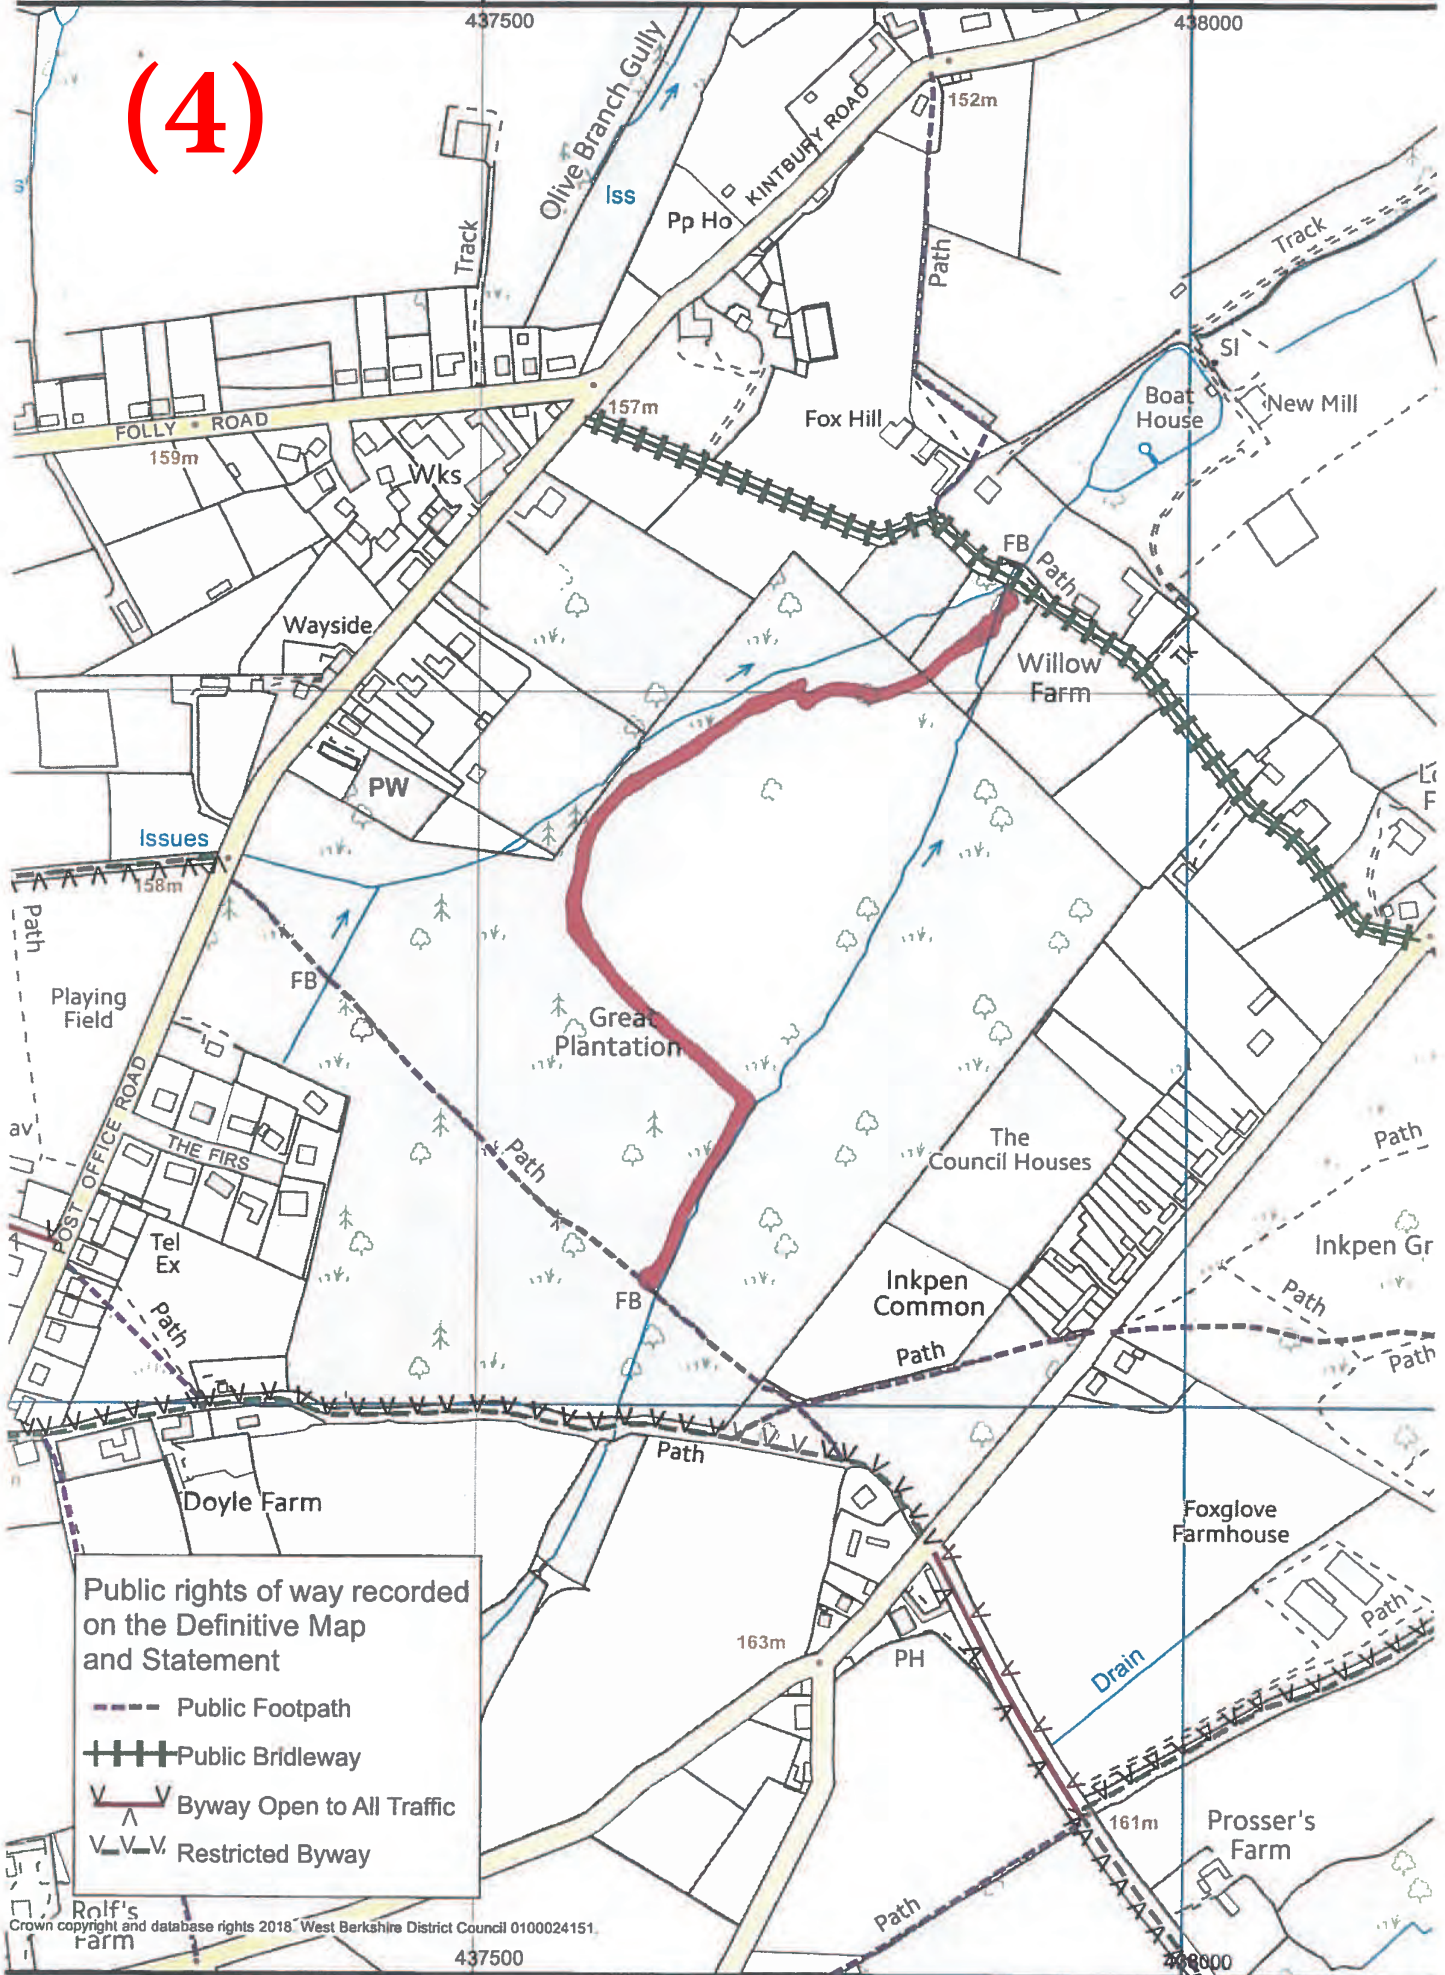 437500
438000
(4)
Olive Branch Gully
KINTBURY ROAD
152m
Iss
Pp Ho
Track
Path
Track
SI
Boat
House
New Mill
157m
Fox Hill
FOLLY ROAD
159m
Wks
FB
Path
Wayside
Willow
Farm
Tk
PW
Issues
158m
Path
FB
Playing
Field
Great
Plantation
POST OFFICE ROAD
THE FIRS
Path
The
Council Houses
Path
Tel
Ex
Inkpen Gr
FB
Inkpen
Common
Path
Path
Path
Path
Path
Doyle Farm
Foxglove
Farmhouse
Path
163m
PH
Drain
161m
Prosser's
Farm
Path
Public rights of way recorded
on the Definitive Map
and Statement
Public Footpath
Public Bridleway
Byway Open to All Traffic
Restricted Byway
Rolf's
Farm
Crown copyright and database rights 2018 West Berkshire District Council 0100024151.
437500
438000